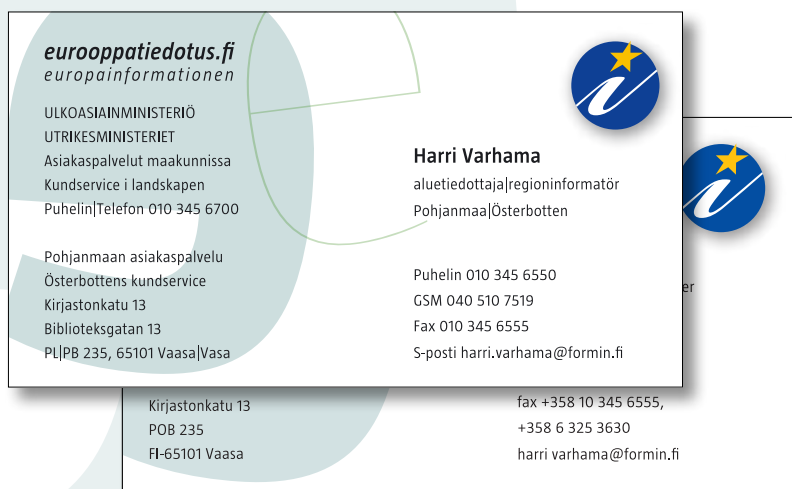 eurooppatiedotus.fi
europainformationen
ULKOASIAINMINISTERIÖ
UTRIKESMINISTERIET
Asiakaspalvelut maakunnissa
Kundservice i landskapen
Puhelin|Telefon 010 345 6700
Pohjanmaan asiakaspalvelu
Österbottens kundservice
Kirjastonkatu 13
Biblioteksgatan 13
PL|PB 235, 65101 Vaasa|Vasa
Harri Varhama
aluetiedottaja|regioninformatör
Pohjanmaa|Österbotten
Puhelin 010 345 6550
GSM 040 510 7519
Fax 010 345 6555
S-posti harri.varhama@formin.fi
er
Kirjastonkatu 13
POB 235
FI-65101 Vaasa
fax +358 10 345 6555,
+358 6 325 3630
harri varhama@formin.fi